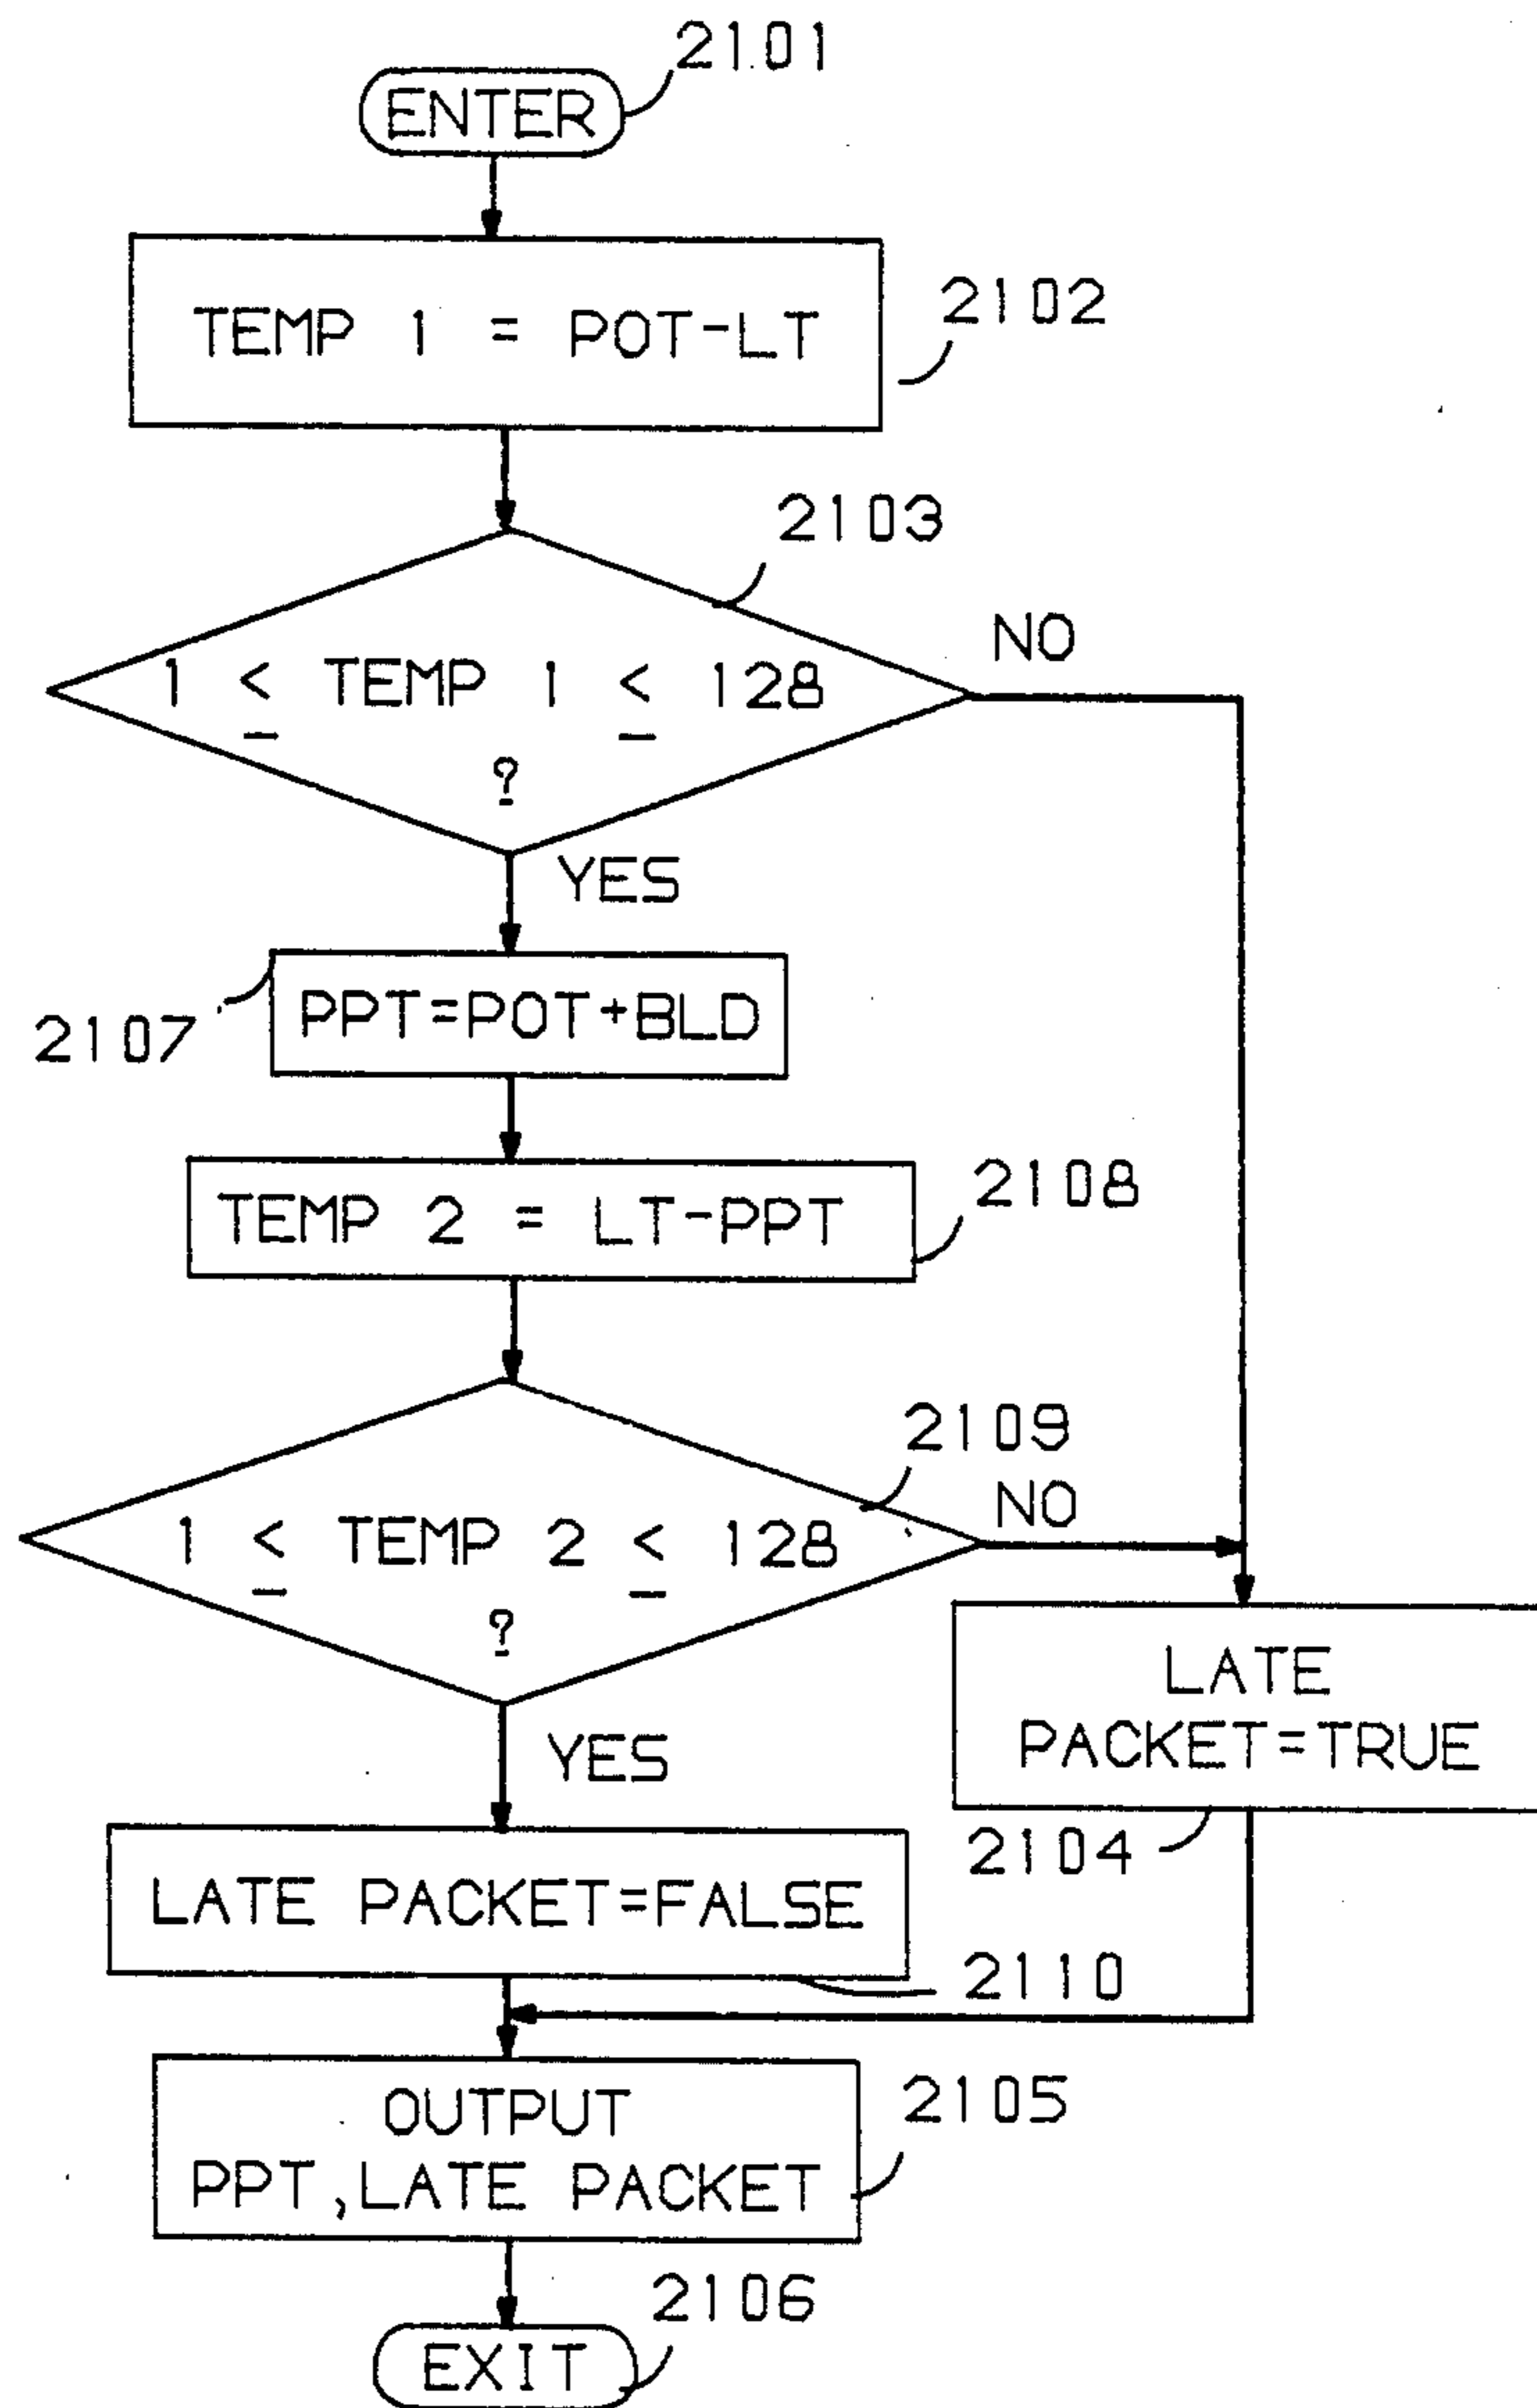 2101
ENTER
TEMP 1 = POT-LT
2102
2103
1 ≤ TEMP 1 ≤ 128
?
NO
YES
PPT=POT+BLD
2107
TEMP 2 = LT-PPT
2108
2109
1 ≤ TEMP 2 ≤ 128
?
NO
YES
LATE
PACKET=TRUE
2104
LATE PACKET=FALSE
2110
OUTPUT
PPT,LATE PACKET
2105
2106
EXIT